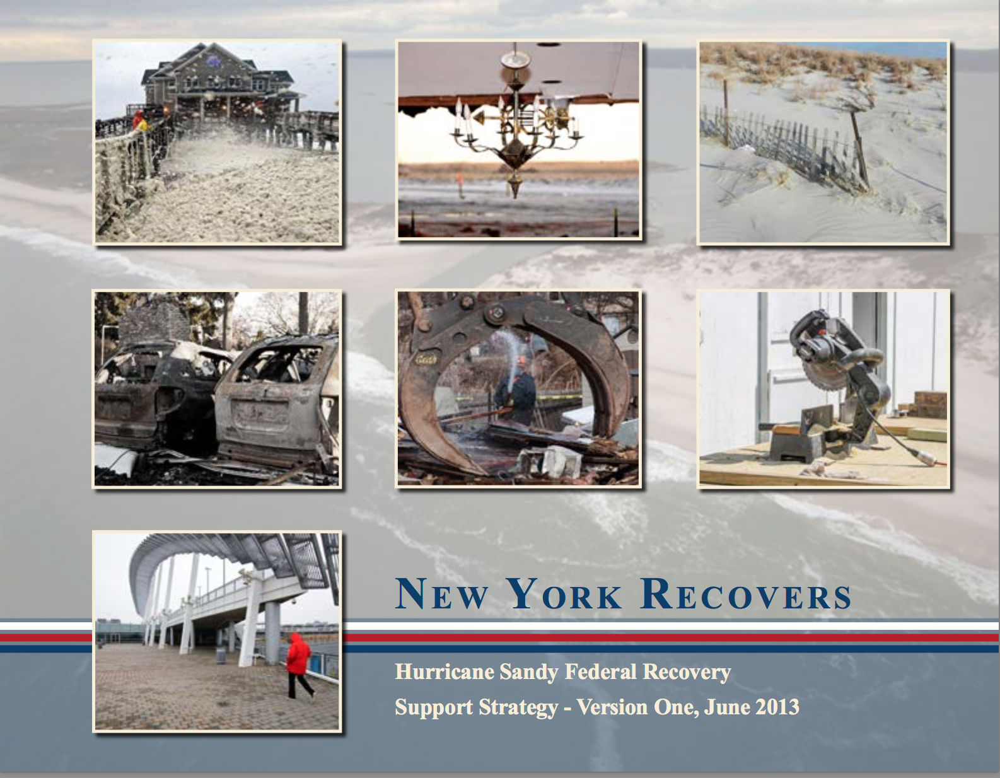 New York Recovers
Hurricane Sandy Federal Recovery
Support Strategy - Version One, June 2013